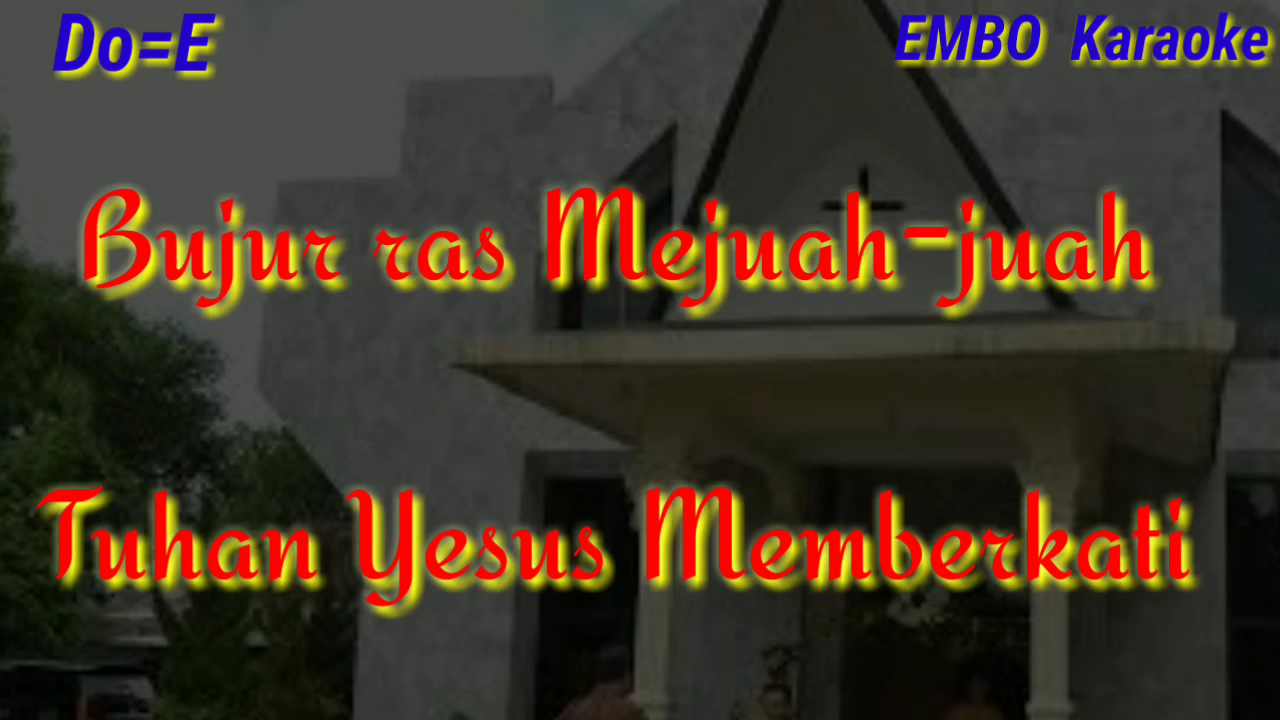 Do=E
EMBO Karaoke
Bujur ras Mejuah-juah
Tuhan Yesus Memberkati